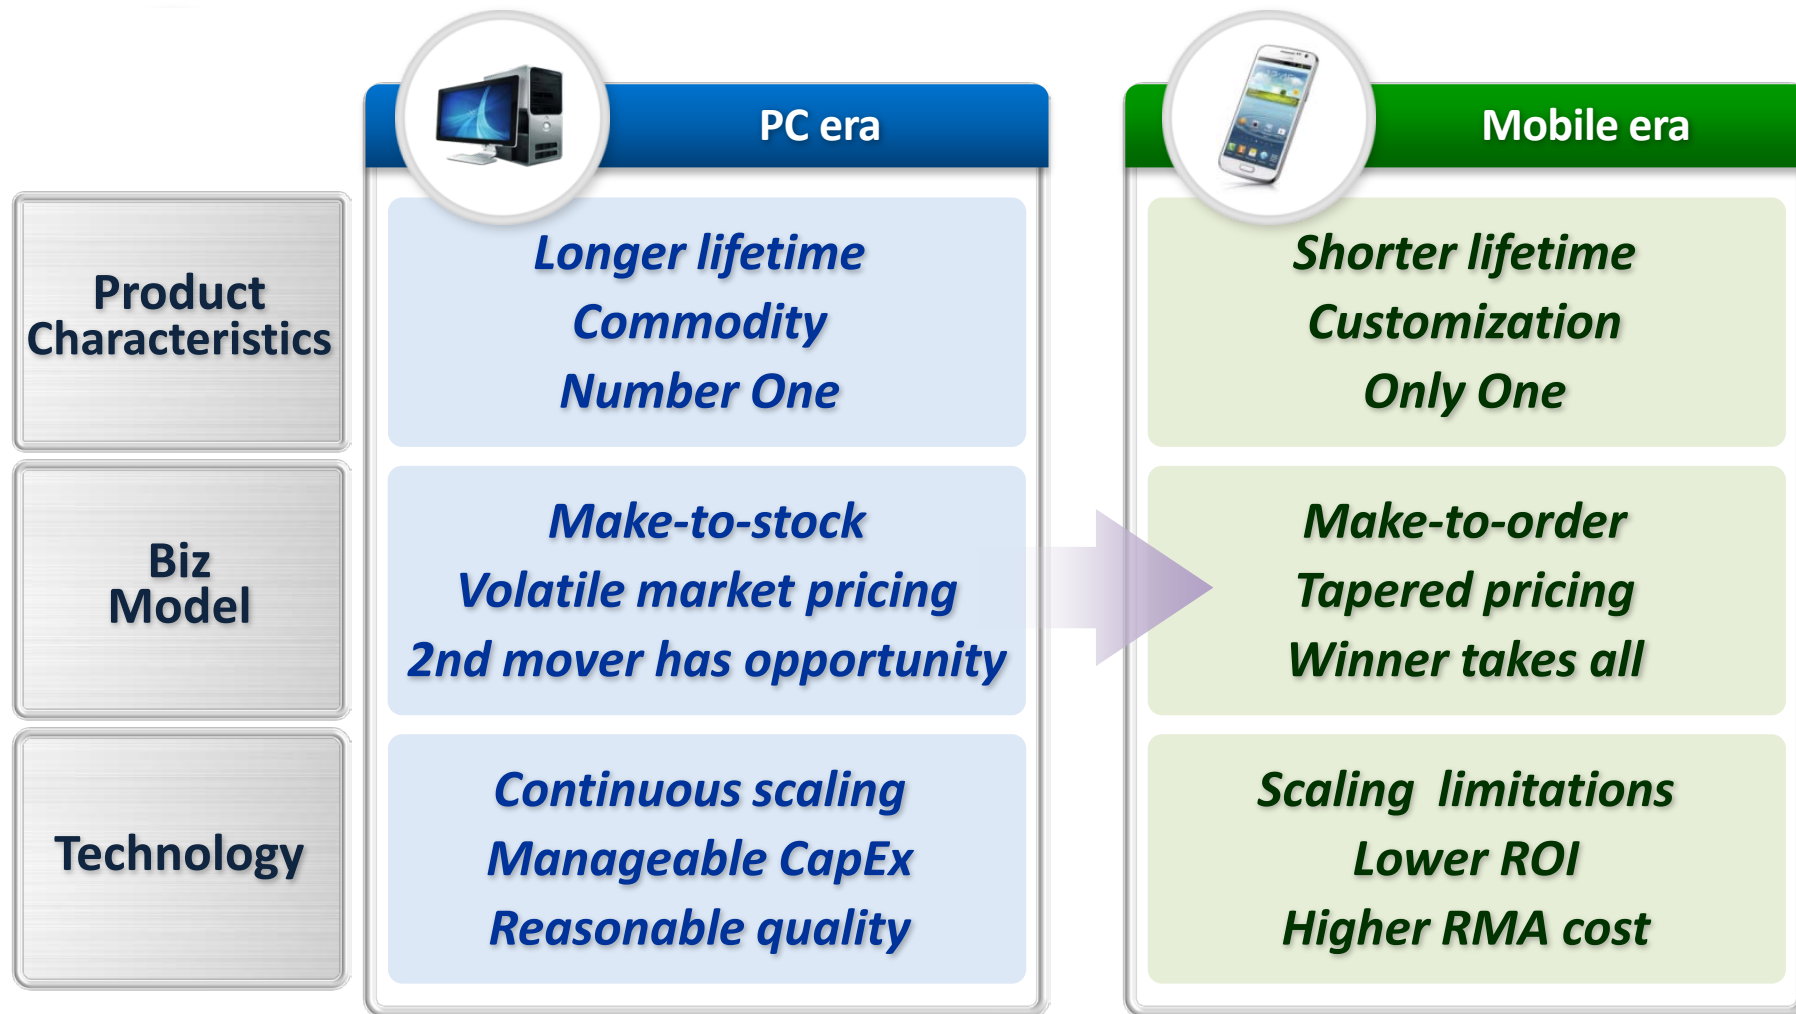 PC era
Mobile era
Product
Characteristics
Longer lifetime
Commodity
Number One
Shorter lifetime
Customization
Only One
Biz
Model
Make-to-stock
Volatile market pricing
2nd mover has opportunity
Make-to-order
Tapered pricing
Winner takes all
Technology
Continuous scaling
Manageable CapEx
Reasonable quality
Scaling  limitations
Lower ROI
Higher RMA cost